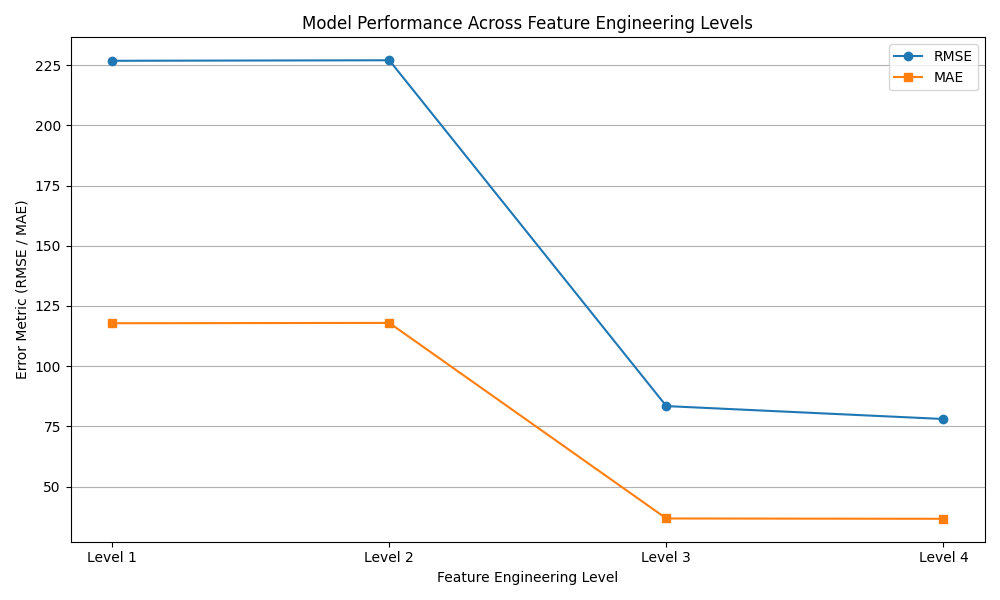 Model Performance Across Feature Engineering Levels
RMSE
MAE
225
200
175
150
125
100
75
50
Error Metric (RMSE / MAE)
Level 1 Level 2 Level 3 Level 4
Feature Engineering Level